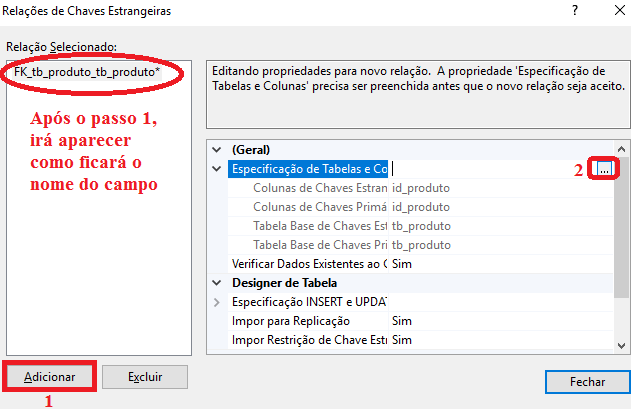 Relações de Chaves Estrangeiras
Relação Selecionado:
FK_tb_produto_tb_produto*
Após o passo 1,
irá aparecer
como ficará o
nome do campo
Editando propriedades para novo relação. A propriedade 'Especificação de
Tabelas e Colunas' precisa ser preenchida antes que o novo relação seja aceito.
(Geral)
Especificação de Tabelas e Co
2
...
Colunas de Chaves Estran id_produto
Colunas de Chaves Primá id_produto
Tabela Base de Chaves Est tb_produto
Tabela Base de Chaves Pri tb_produto
Verificar Dados Existentes ao C Sim
Designer de Tabela
Especificação INSERT e UPDAT
Impor para Replicação Sim
Impor Restrição de Chave Estr Sim
Adicionar
Excluir
1
Fechar